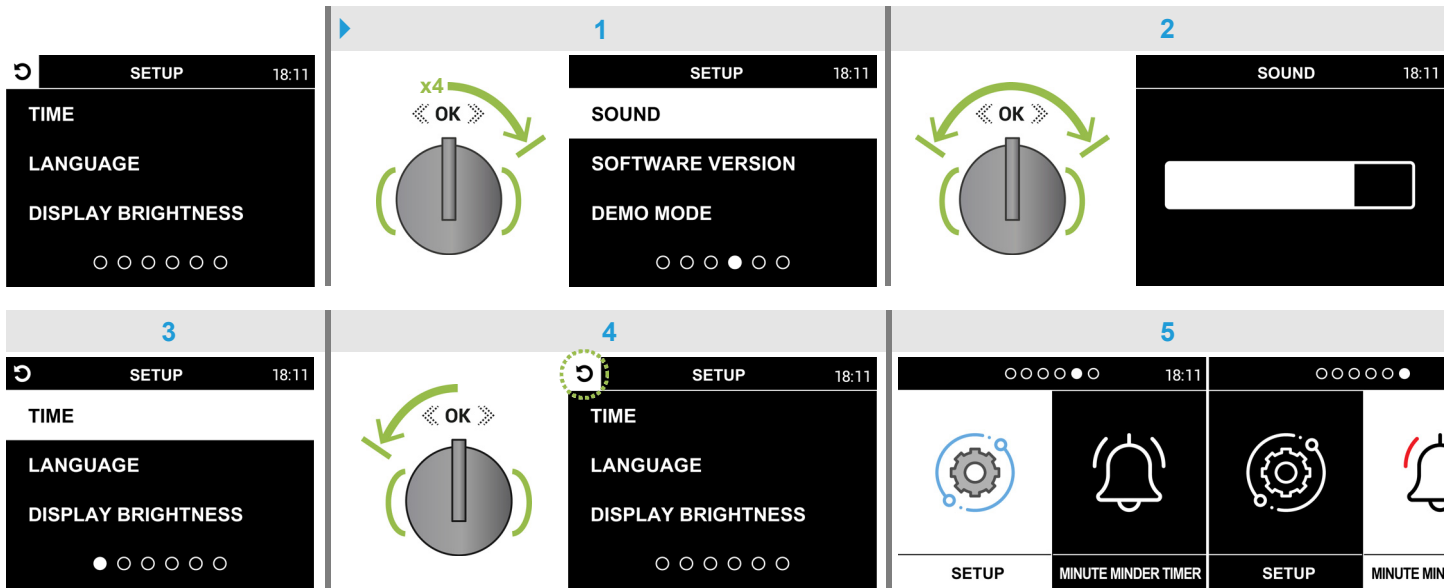 1
2
SETUP 18:11
TIME
LANGUAGE
DISPLAY BRIGHTNESS
x4
OK
SETUP 18:11
SOUND
SOFTWARE VERSION
DEMO MODE
OK
SOUND 18:11
3
4
5
SETUP 18:11
TIME
LANGUAGE
DISPLAY BRIGHTNESS
OK
SETUP 18:11
TIME
LANGUAGE
DISPLAY BRIGHTNESS
18:11
SETUP
MINUTE MINDER TIMER
SETUP
MINUTE MIN